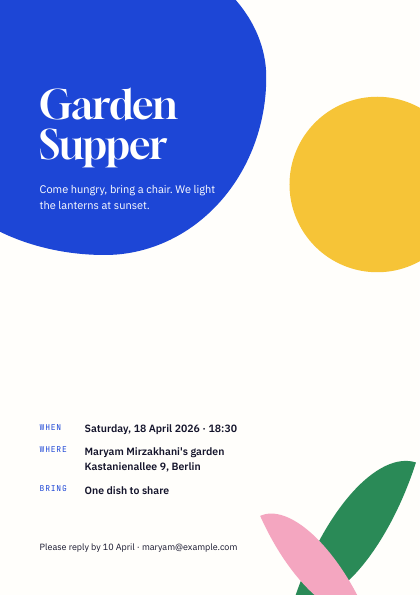 Garden
Supper
Come hungry, bring a chair. We light
the lanterns at sunset.
WHEN Saturday, 18 April 2026 · 18:30
WHERE Maryam Mirzakhani's garden
Kastanienallee 9, Berlin
BRING One dish to share
Please reply by 10 April · maryam@example.com